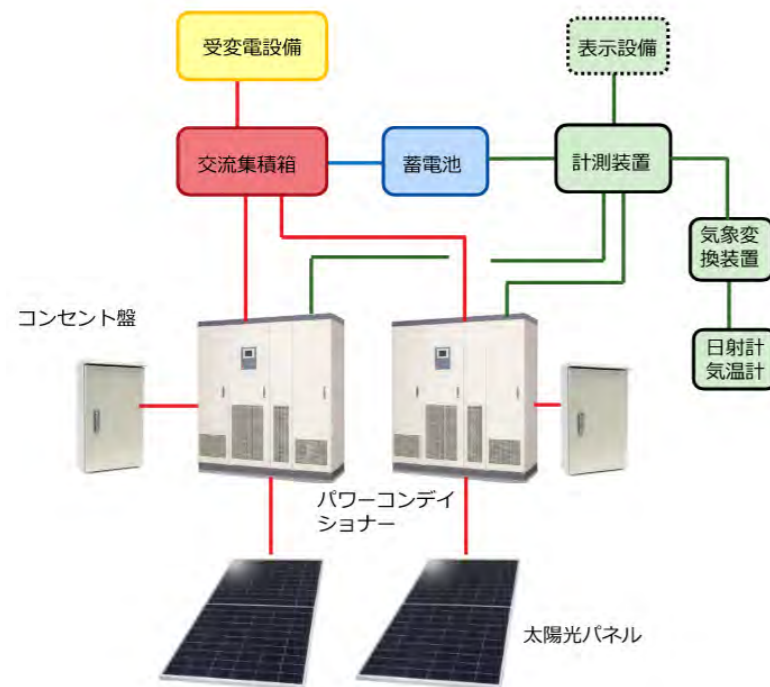 受変電設備
表示設備
交流集積箱
蓄電池
計測装置
気象変
換装置
コンセント盤
日射計
気温計
パワーコンデイ
ショナー
太陽光パネル